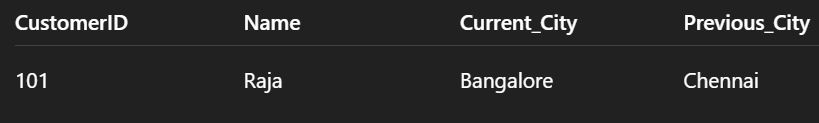 CustomerID Name Current_City Previous_City
101 Raja Bangalore Chennai